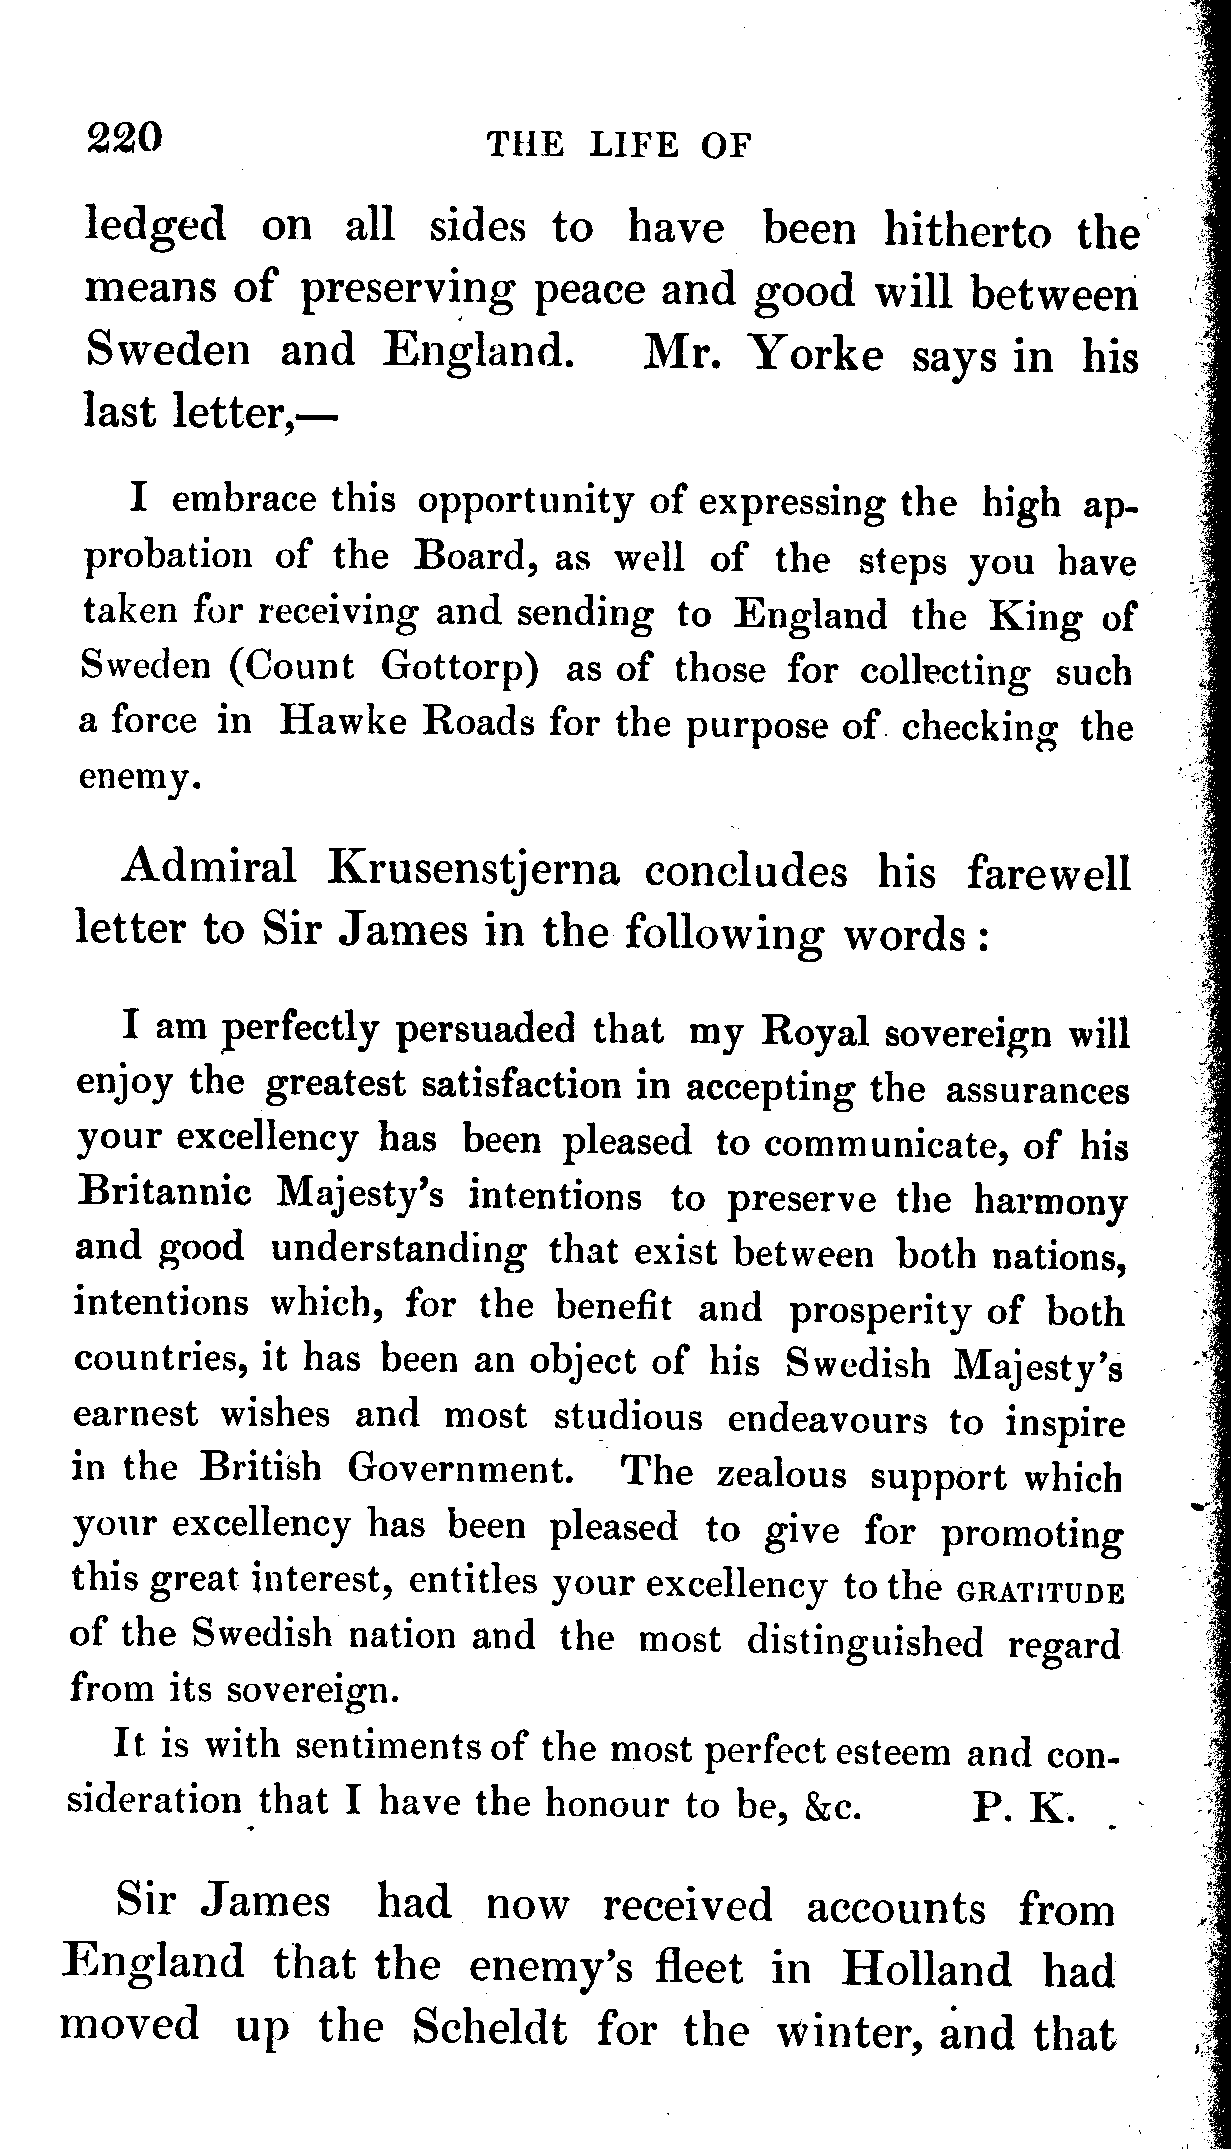 220 THE LIFE OF
ledged on all sides to have been hitherto the
means of preserving peace and good will between
Sweden and England. Mr. Yorke says in his
last letter,—
I embrace this opportunity of expressing the high ap-
probation of the Board, as well of the steps you have
taken for receiving and sending to England the King of
Sweden (Count Gottorp) as of those for collecting such
a force in Hawke Roads for the purpose of checking the
enemy.
Admiral Krusenstjerna concludes his farewell
letter to Sir James in the following words :
I am perfectly persuaded that my Royal sovereign will
enjoy the greatest satisfaction in accepting the assurances
your excellency has been pleased to communicate, of his
Britannic Majesty's intentions to preserve the harmony
and good understanding that exist between both nations,
intentions which, for the benefit and prosperity of both
countries, it has been an object of his Swedish Majesty's
earnest wishes and most studious endeavours to inspire
in the British Government. The zealous support which
your excellency has been pleased to give for promoting
this great interest, entitles your excellency to the GRATITUDE
of the Swedish nation and the most distinguished regard
from its sovereign.
It is with sentiments of the most perfect esteem and con-
sideration that I have the honour to be, &c. P. K.
Sir James had now received accounts from
England that the enemy's fleet in Holland had
moved up the Scheldt for the winter, and that